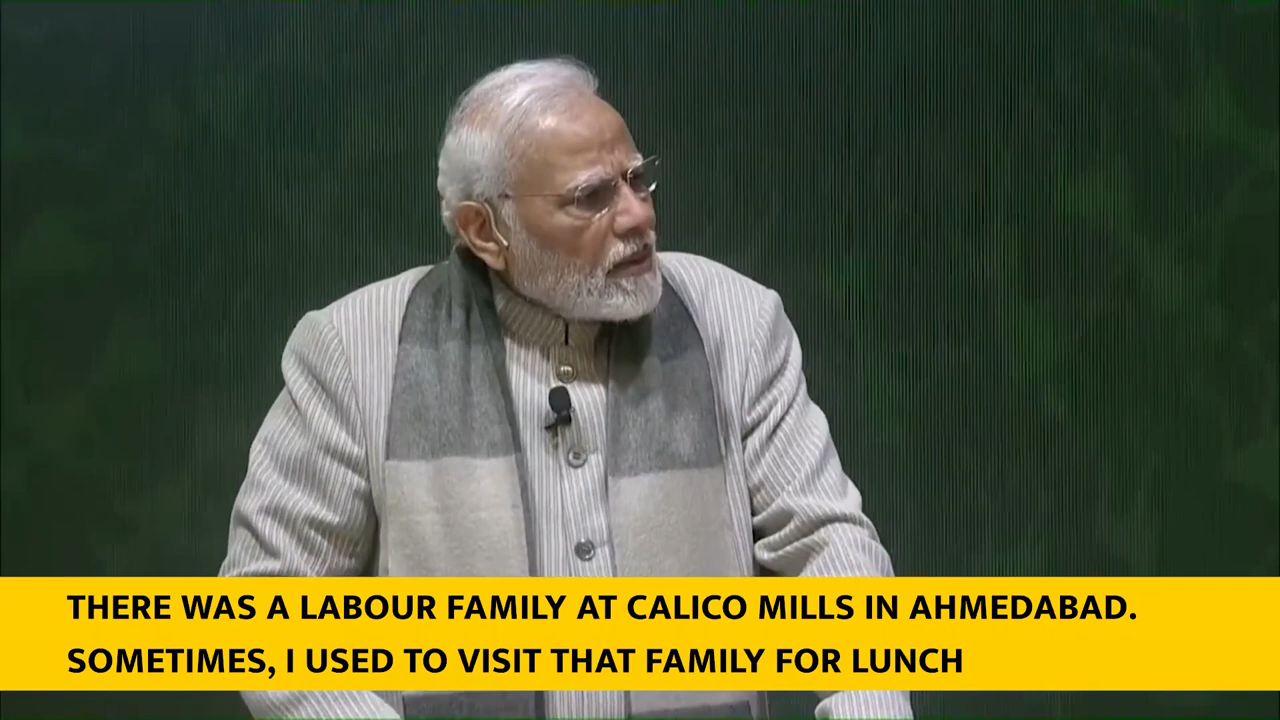 THERE WAS A LABOUR FAMILY AT CALICO MILLS IN AHMEDABAD.
SOMETIMES, I USED TO VISIT THAT FAMILY FOR LUNCH